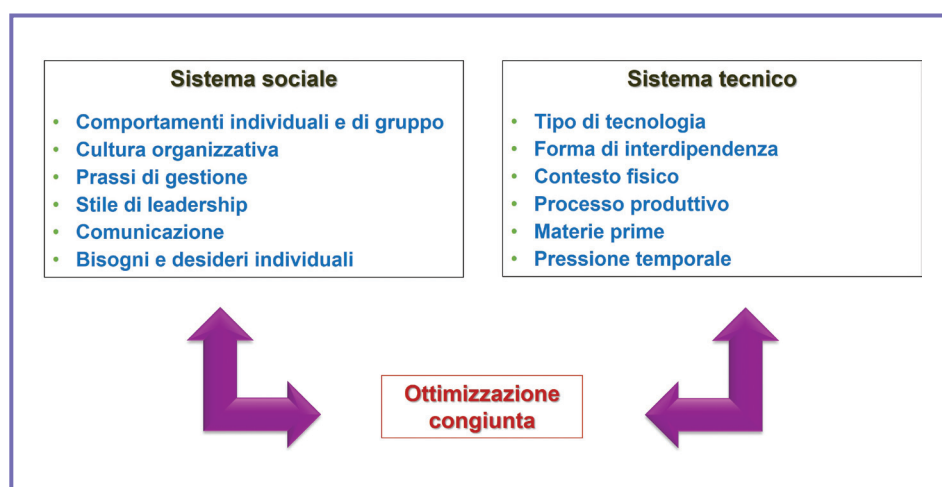 Sistema sociale
• Comportamenti individuali e di gruppo
• Cultura organizzativa
• Prassi di gestione
• Stile di leadership
• Comunicazione
• Bisogni e desideri individuali
Sistema tecnico
• Tipo di tecnologia
• Forma di interdipendenza
• Contesto fisico
• Processo produttivo
• Materie prime
• Pressione temporale
Ottimizzazione
congiunta